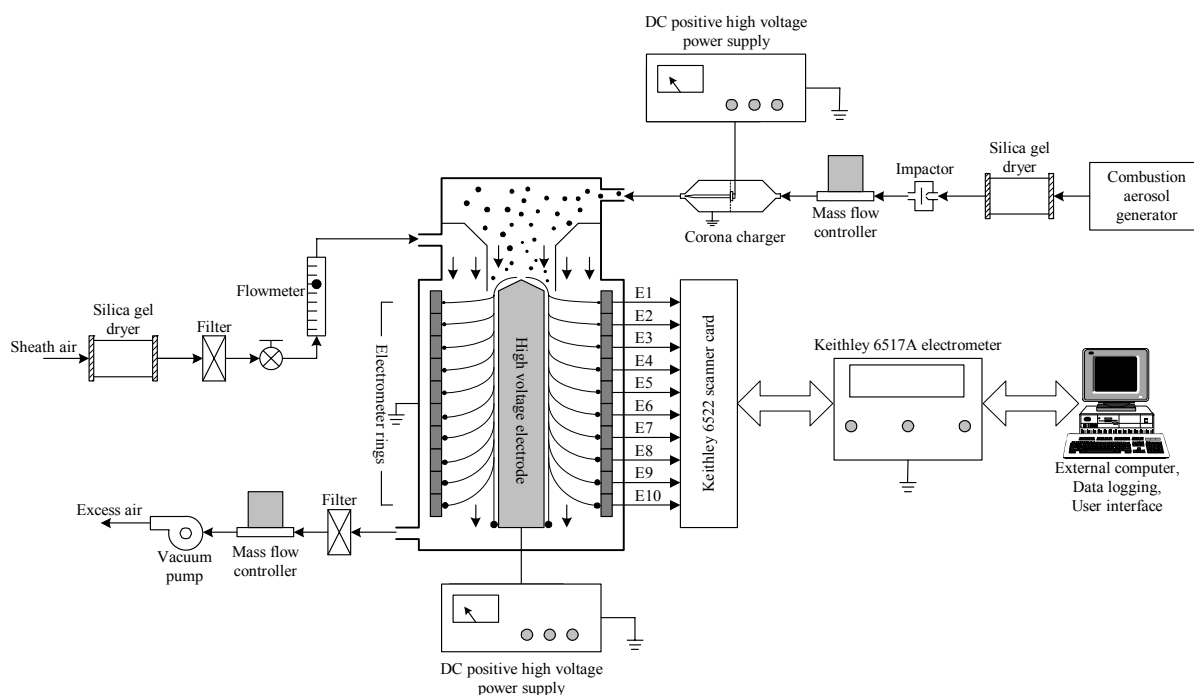 DC positive high voltage
power supply
Silica gel
dryer
Impactor
Combustion
aerosol
generator
Mass flow
controller
Corona charger
Flowmeter
Silica gel
dryer
Filter
Sheath air
Electrometer rings
High voltage electrode
E1
E2
E3
E4
E5
E6
E7
E8
E9
E10
Keithley 6522 scanner card
Keithley 6517A electrometer
External computer,
Data logging,
User interface
Excess air
Vacuum
pump
Mass flow
controller
Filter
DC positive high voltage
power supply